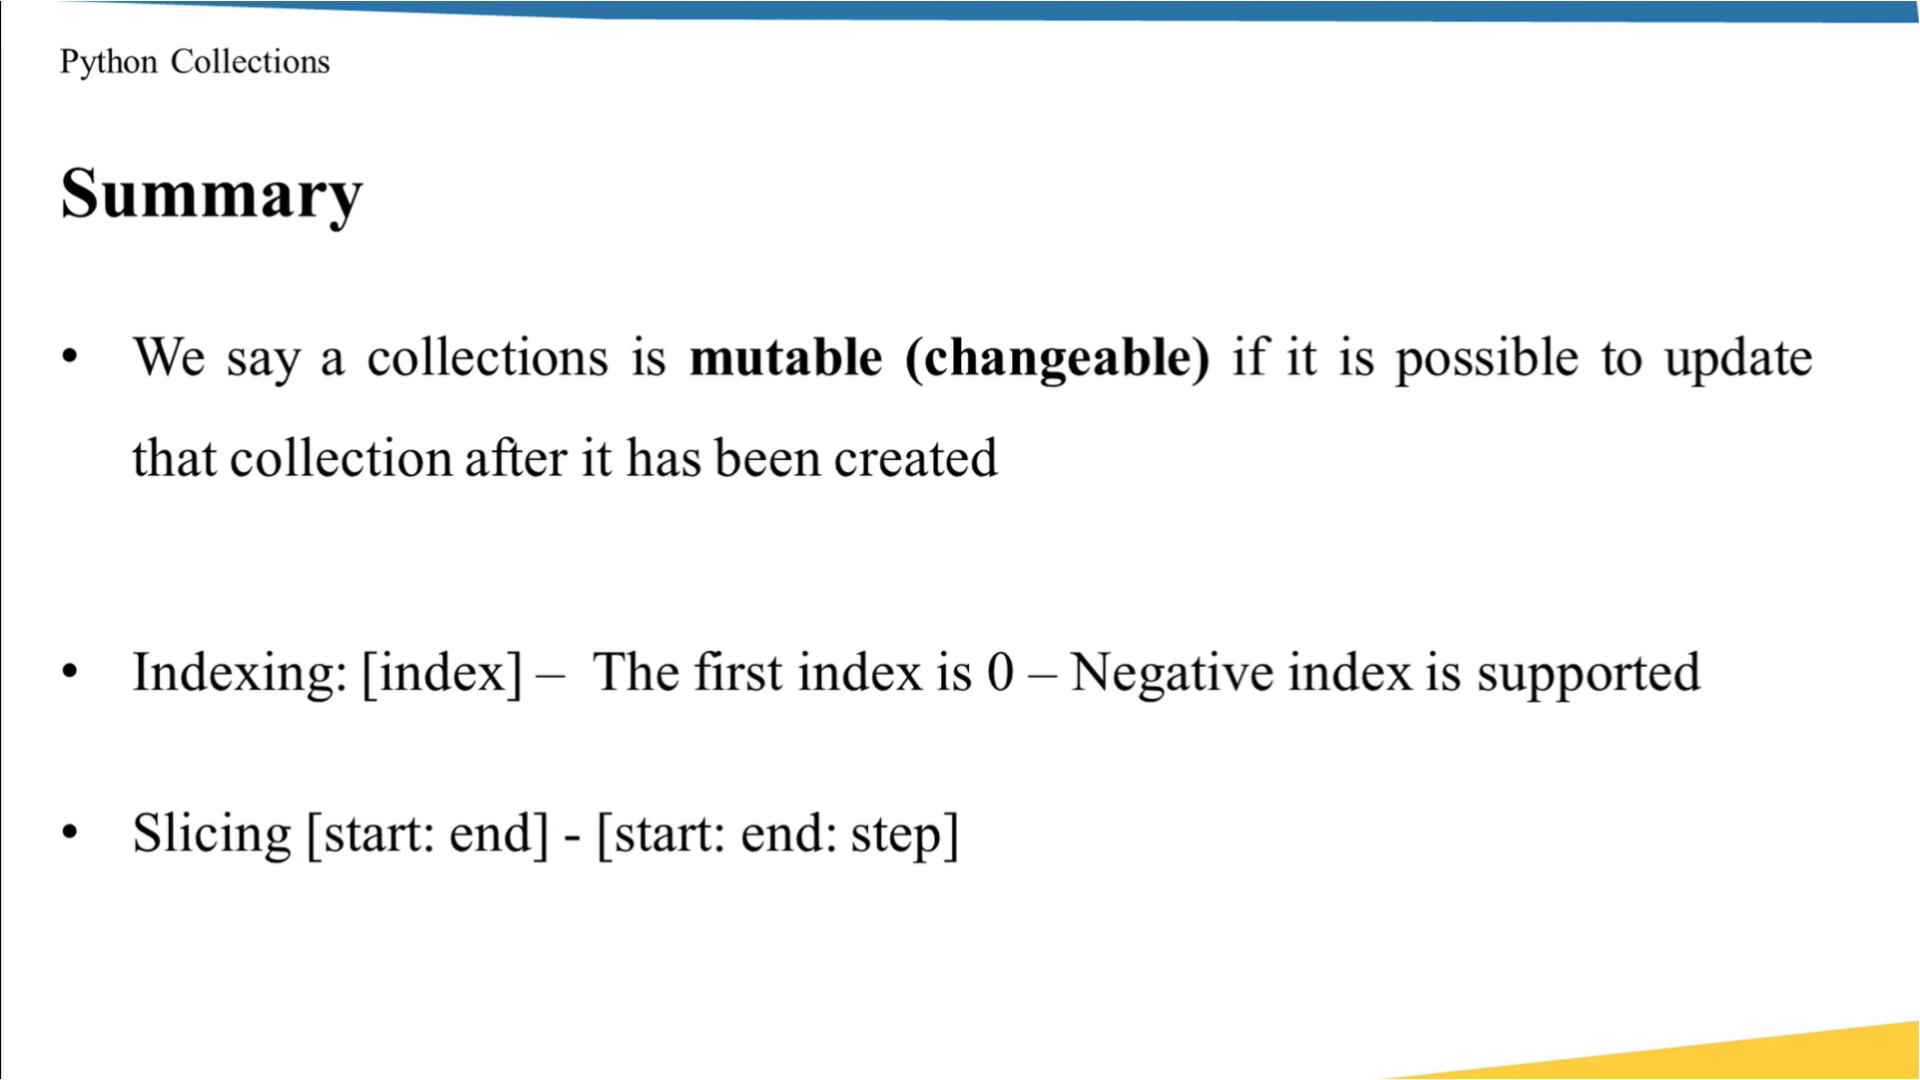 Python Collections
Summary
• We say a collections is mutable (changeable) if it is possible to update
that collection after it has been created
• Indexing: [index] – The first index is 0 – Negative index is supported
• Slicing [start: end] - [start: end: step]